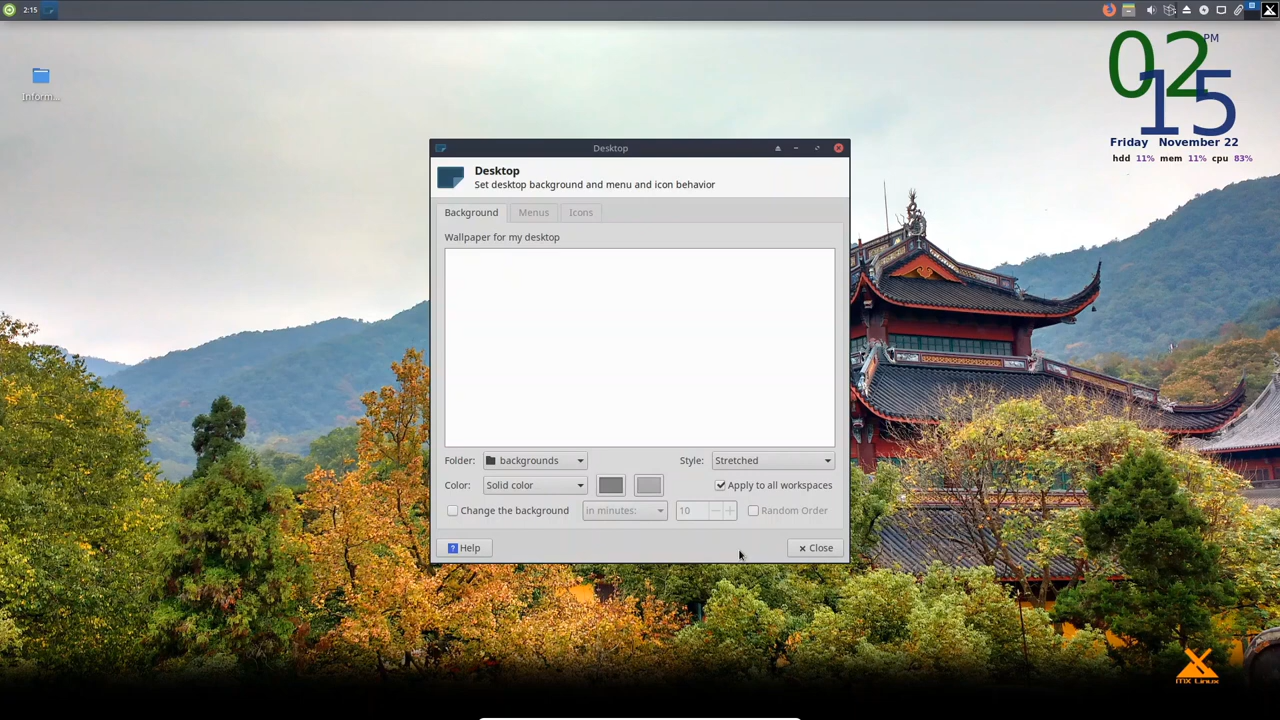 2:15
Inform...
02 PM
15
Friday November 22
hdd 11% mem 11% cpu 83%
Desktop
Desktop
Set desktop background and menu and icon behavior
Background Menus Icons
Wallpaper for my desktop
Folder: backgrounds Style: Stretched
Color: Solid color Apply to all workspaces
Change the background in minutes: 10 Random Order
? Help Close
MX Linux